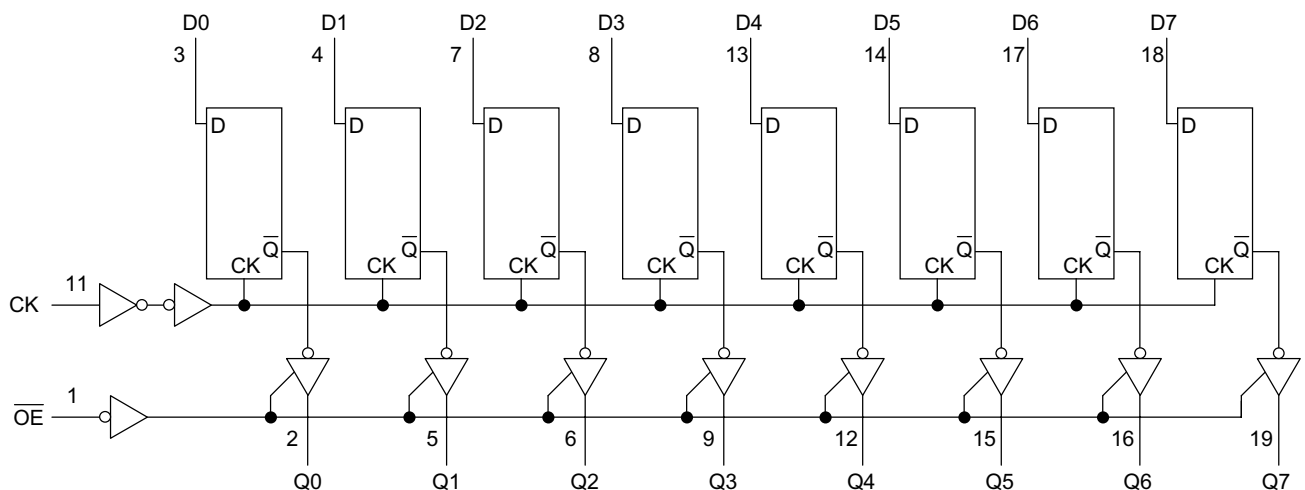 D0 D1 D2 D3 D4 D5 D6 D7
3 4 7 8 13 14 17 18
D D D D D D D D
Q̅ Q̅ Q̅ Q̅ Q̅ Q̅ Q̅ Q̅
CK CK CK CK CK CK CK CK
11
CK
1
O̅E̅
2 5 6 9 12 15 16 19
Q0 Q1 Q2 Q3 Q4 Q5 Q6 Q7